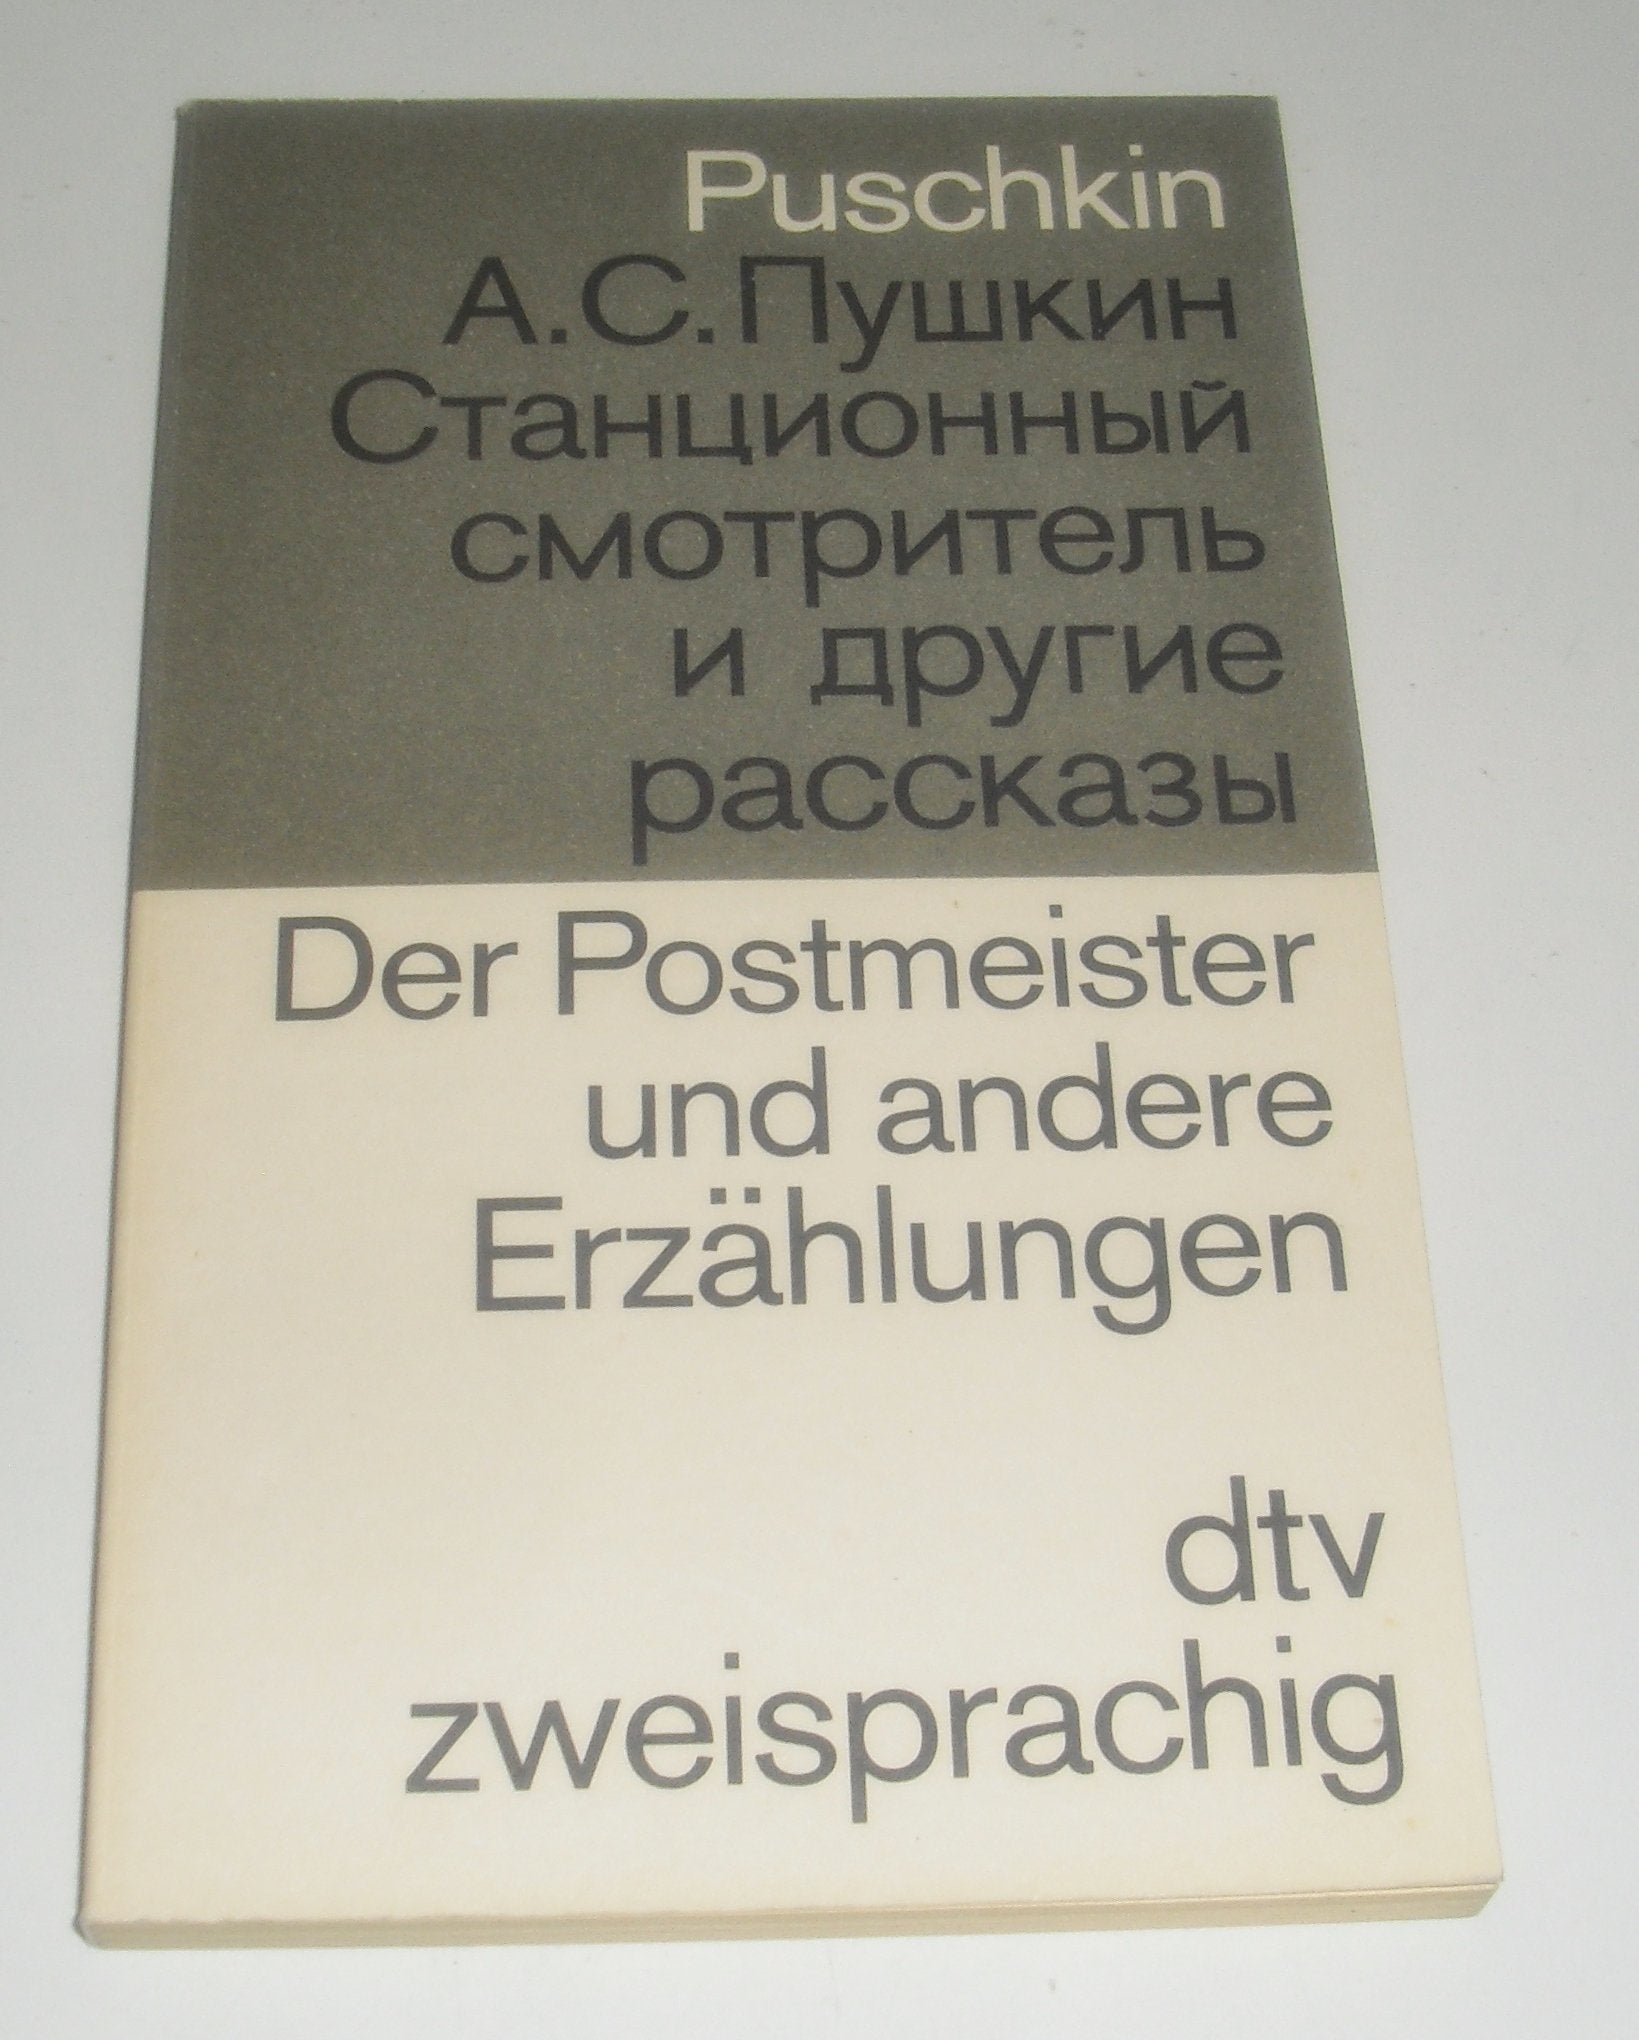 Puschkin
А.С.Пушкин
Станционный
смотритель
и другие
рассказы
Der Postmeister
und andere
Erzählungen
dtv
zweisprachig